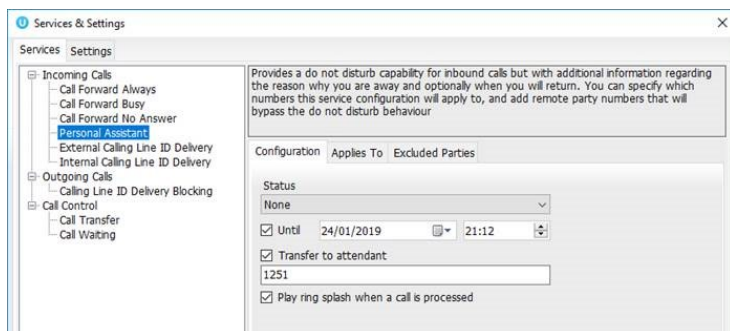 Services & Settings
Services Settings
Incoming Calls
Call Forward Always
Call Forward Busy
Call Forward No Answer
Personal Assistant
External Calling Line ID Delivery
Internal Calling Line ID Delivery
Outgoing Calls
Calling Line ID Delivery Blocking
Call Control
Call Transfer
Call Waiting
Provides a do not disturb capability for inbound calls but with additional information regarding
the reason why you are away and optionally when you will return. You can specify which
numbers this service configuration will apply to, and add remote party numbers that will
bypass the do not disturb behaviour
Configuration Applies To Excluded Parties
Status
None
Until 24/01/2019 21:12
Transfer to attendant
1251
Play ring splash when a call is processed